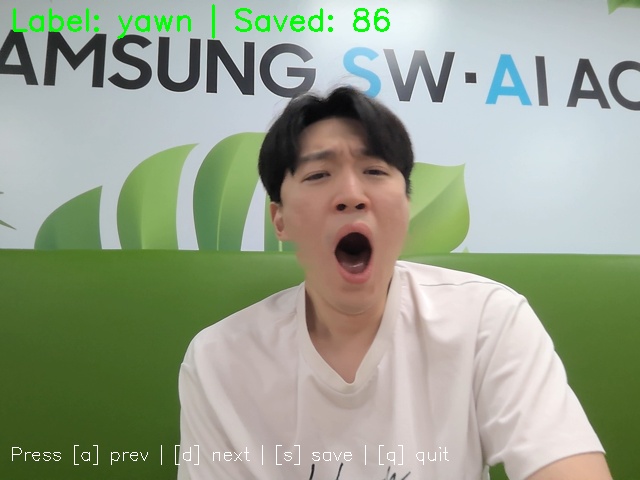 Label: yawn | Saved: 86
AMSUNG SW·AI AC
Press [a] prev | [d] next | [s] save | [q] quit